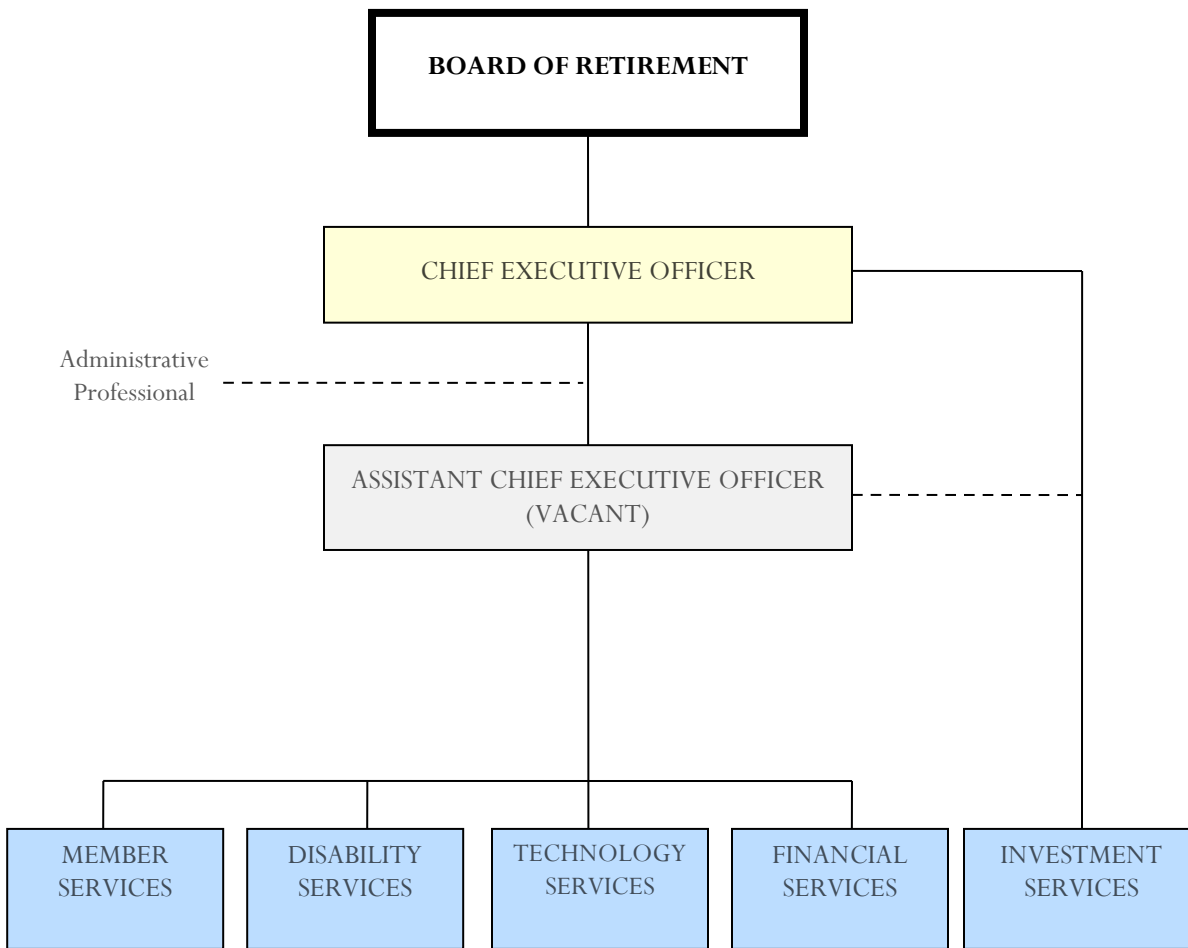 BOARD OF RETIREMENT
CHIEF EXECUTIVE OFFICER
Administrative
Professional
ASSISTANT CHIEF EXECUTIVE OFFICER
(VACANT)
MEMBER
SERVICES
DISABILITY
SERVICES
TECHNOLOGY
SERVICES
FINANCIAL
SERVICES
INVESTMENT
SERVICES